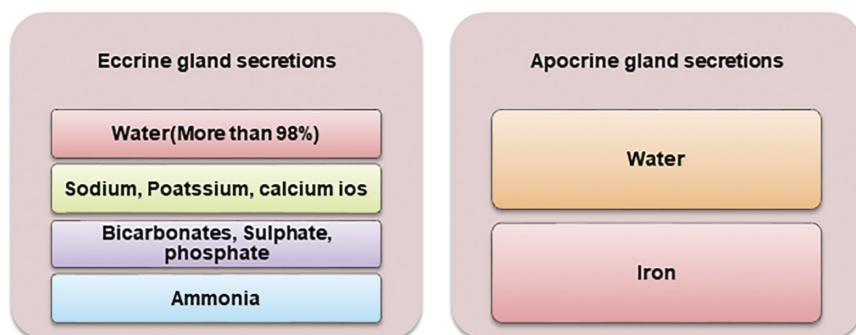 Eccrine gland secretions
Water(More than 98%)
Sodium, Poatssium, calcium ios
Bicarbonates, Sulphate,
phosphate
Ammonia
Apocrine gland secretions
Water
Iron